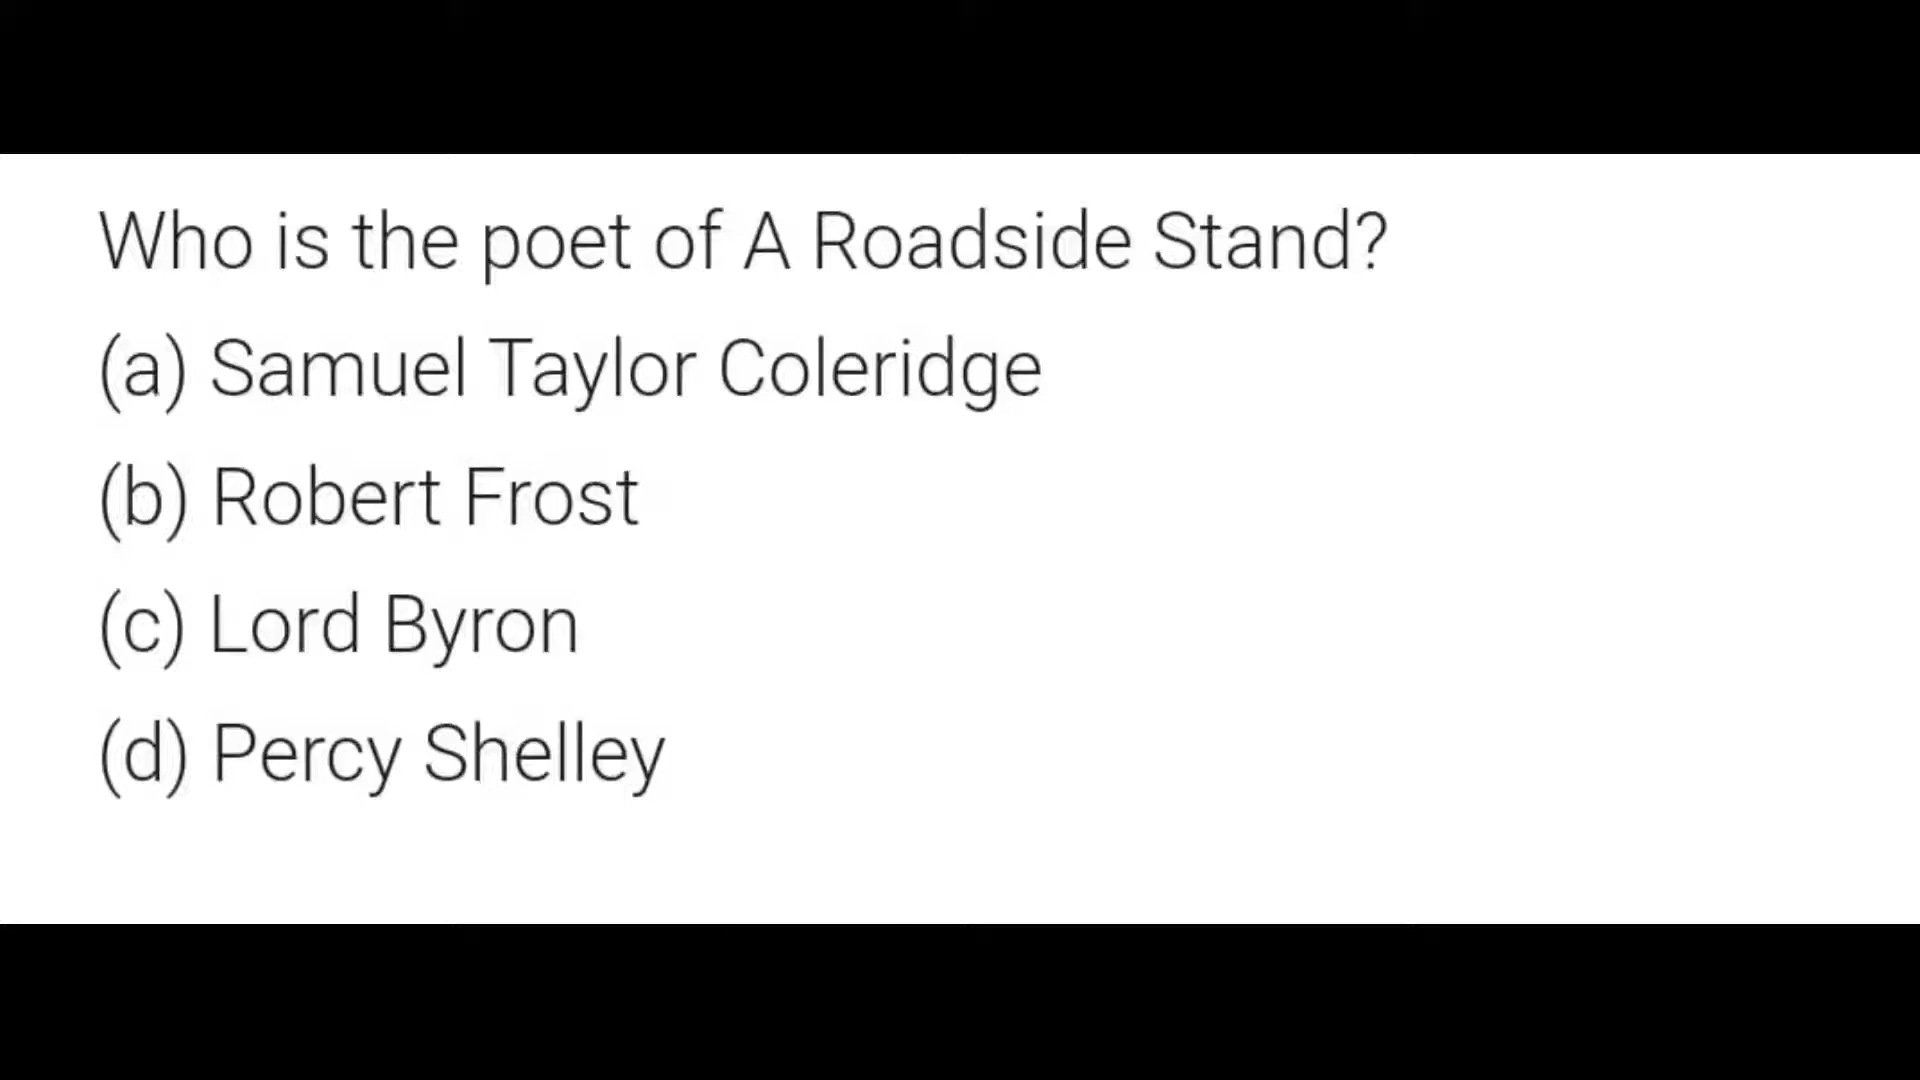 Who is the poet of A Roadside Stand?
(a) Samuel Taylor Coleridge
(b) Robert Frost
(c) Lord Byron
(d) Percy Shelley